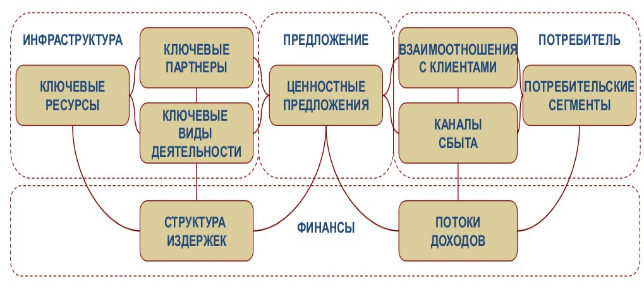 ИНФРАСТРУКТУРА
КЛЮЧЕВЫЕ
ПАРТНЕРЫ
КЛЮЧЕВЫЕ
РЕСУРСЫ
КЛЮЧЕВЫЕ
ВИДЫ
ДЕЯТЕЛЬНОСТИ
ПРЕДЛОЖЕНИЕ
ЦЕННОСТНЫЕ
ПРЕДЛОЖЕНИЯ
ВЗАИМООТНОШЕНИЯ
С КЛИЕНТАМИ
ПОТРЕБИТЕЛЬ
ПОТРЕБИТЕЛЬСКИЕ
СЕГМЕНТЫ
КАНАЛЫ
СБЫТА
СТРУКТУРА
ИЗДЕРЖЕК
ФИНАНСЫ
ПОТОКИ
ДОХОДОВ